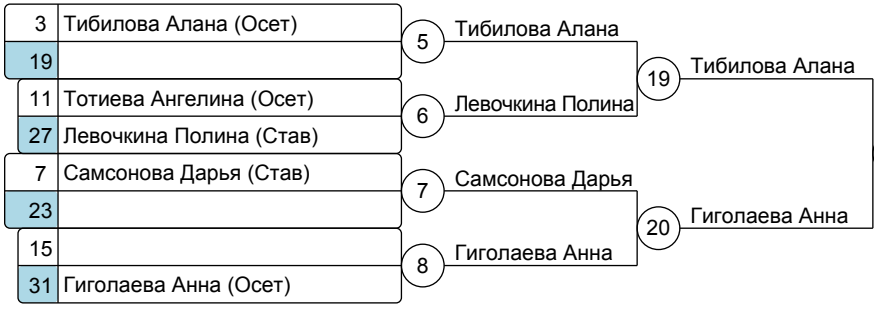 3 Тибилова Алана (Осет)
19
5 Тибилова Алана
11 Тотиева Ангелина (Осет)
27 Левочкина Полина (Став)
6 Левочкина Полина
19 Тибилова Алана
7 Самсонова Дарья (Став)
23
7 Самсонова Дарья
15
31 Гиголаева Анна (Осет)
8 Гиголаева Анна
20 Гиголаева Анна